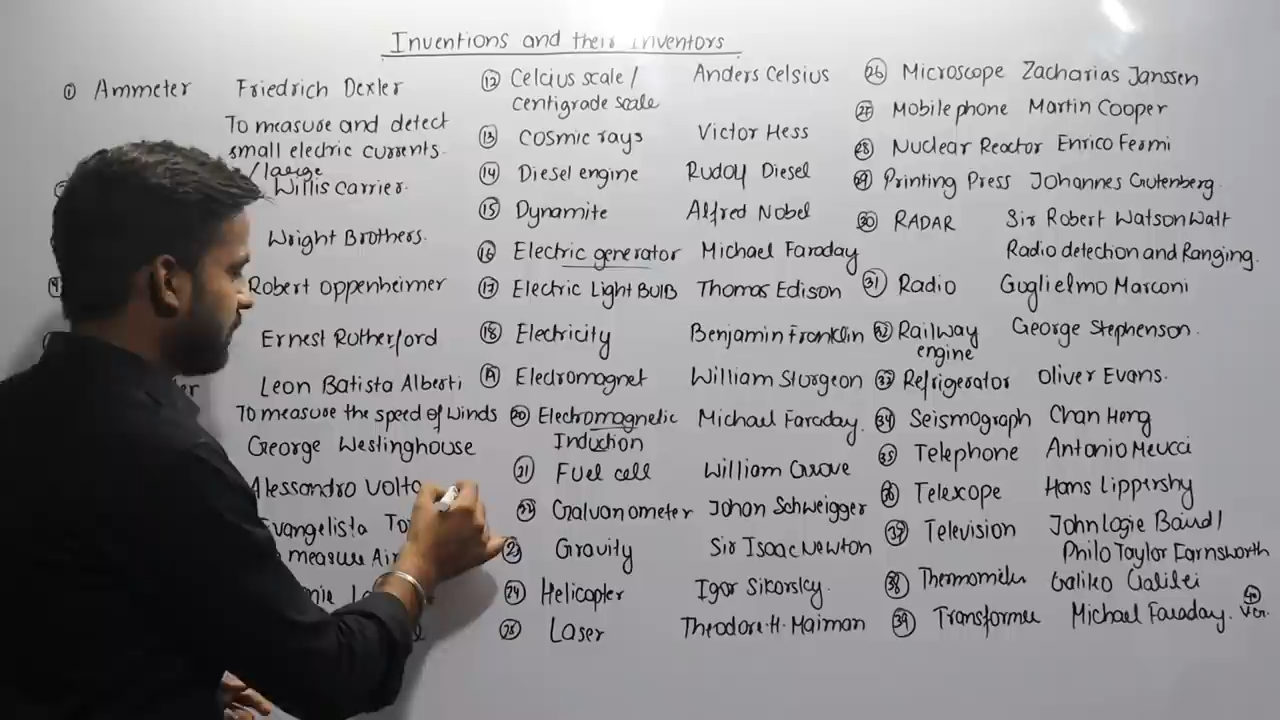 Inventions and their Inventors
① Ammeter Friedrich Dexler
To measure and detect
small electric currents.
/laege
Willis carrier.
Wright Brothers.
Robert oppenheimer
Ernest Rotherford
Leon Batista Alberti
To measure the speed of Winds
George Westinghouse
Alessandro Volta
Evangelista
measure Air
⑫ Celcius scale / Anders Celsius
centigrade scale
⑬ Cosmic rays Victor Hess
⑭ Diesel engine Rudolf Diesel
⑮ Dynamite Alfred Nobel
⑯ Electric generator Michael Faraday
⑰ Electric Light Bulb Thomas Edison
⑱ Electricity Benjamin Franklin
⑲ Electromagnet William Sturgeon
⑳ Electromagnetic Michael Faraday.
Induction
㉑ Fuel cell William Grove
㉒ Galvanometer Johan Schweigger
Gravity Sir Isaac Newton
㉔ Helicopter Igor Sikorsky.
㉕ Laser Theodore.H.Maiman
㉖ Microscope Zacharias Janssen
㉗ Mobile phone Martin Cooper
㉘ Nuclear Reactor Enrico Fermi
㉙ Printing Press Johannes Gutenberg.
㉚ RADAR Sir Robert Watson Watt
Radio detection and Ranging.
㉛ Radio Guglielmo Marconi
㉜ Railway George Stephenson.
engine
㉝ Refrigerator Oliver Evans.
㉞ Seismograph Chan Heng
㉟ Telephone Antonio Meucci
㊱ Telescope Hans Lippershy
㊲ Television John Logie Baird /
Philo Taylor Farnsworth
㊳ Galileo Galilei
㊴ Transformer Michael Faraday.
㊵